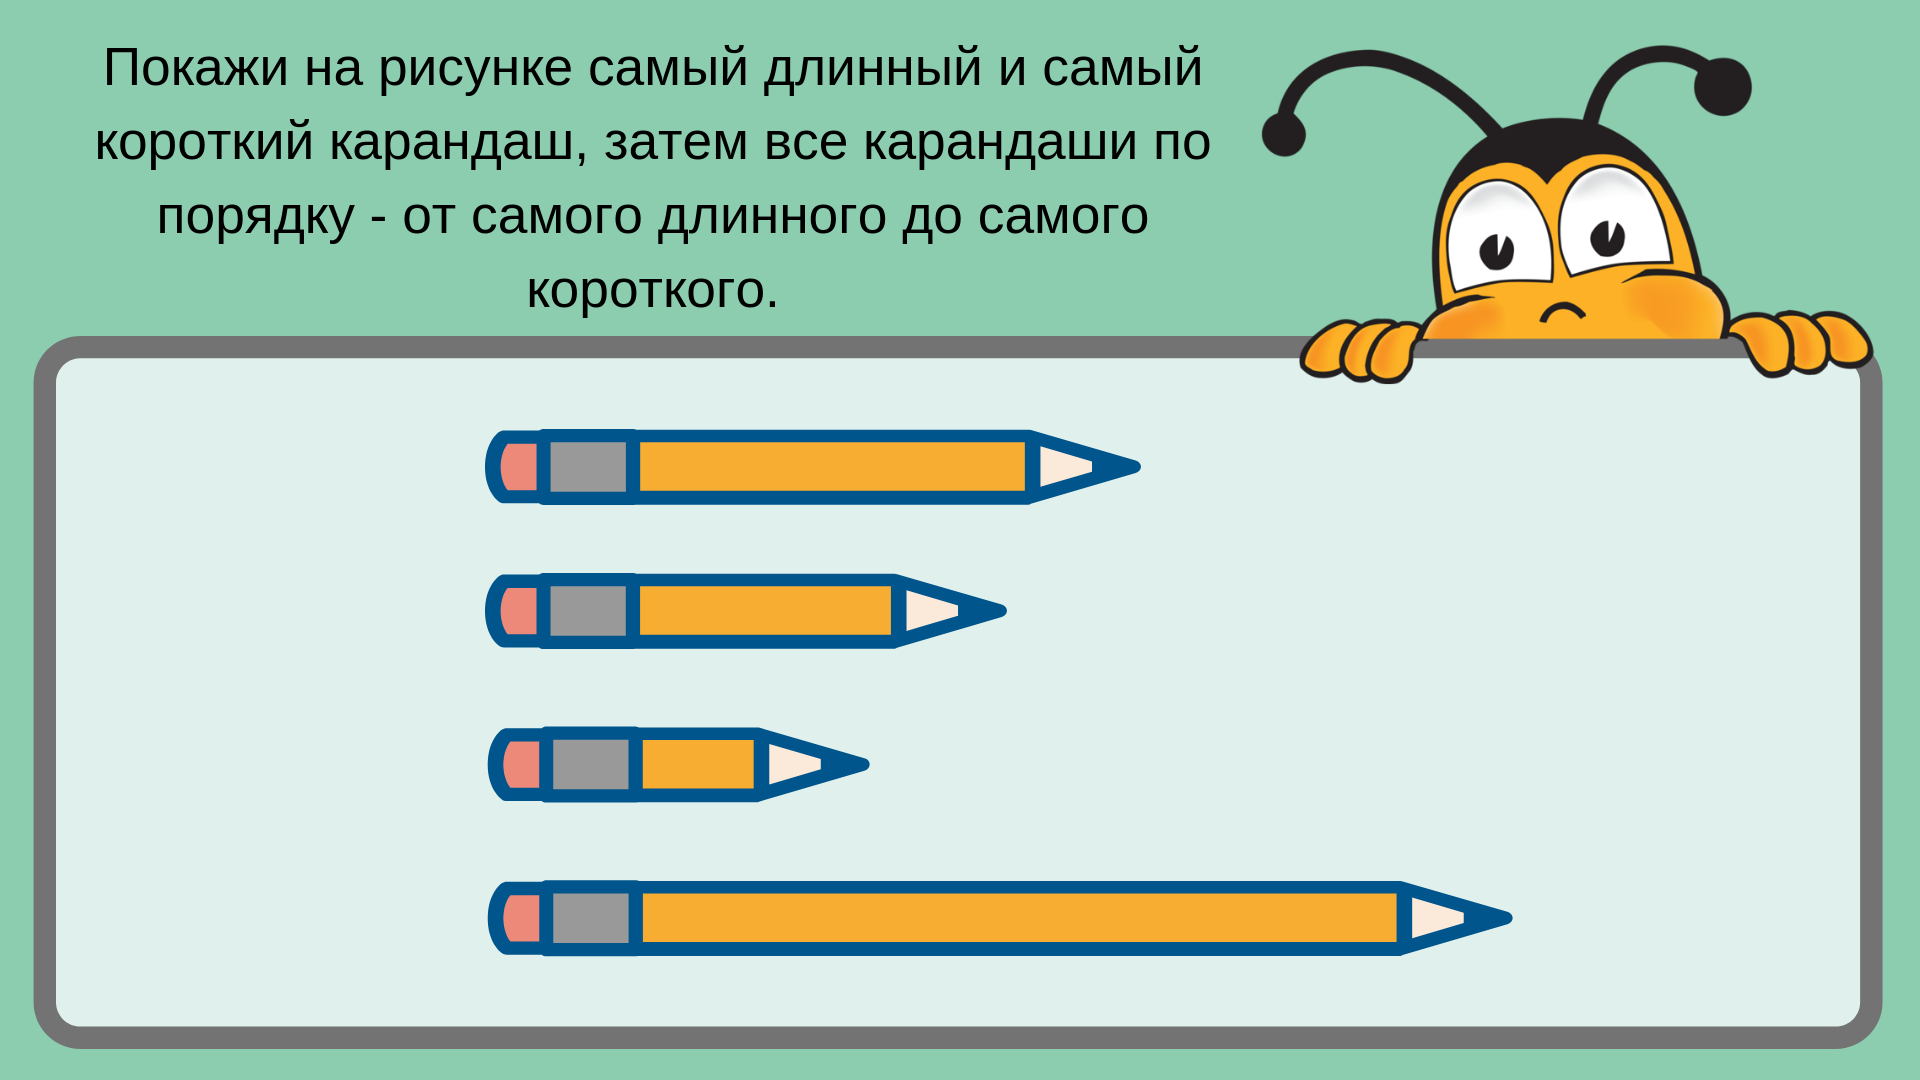 Покажи на рисунке самый длинный и самый
короткий карандаш, затем все карандаши по
порядку - от самого длинного до самого
короткого.